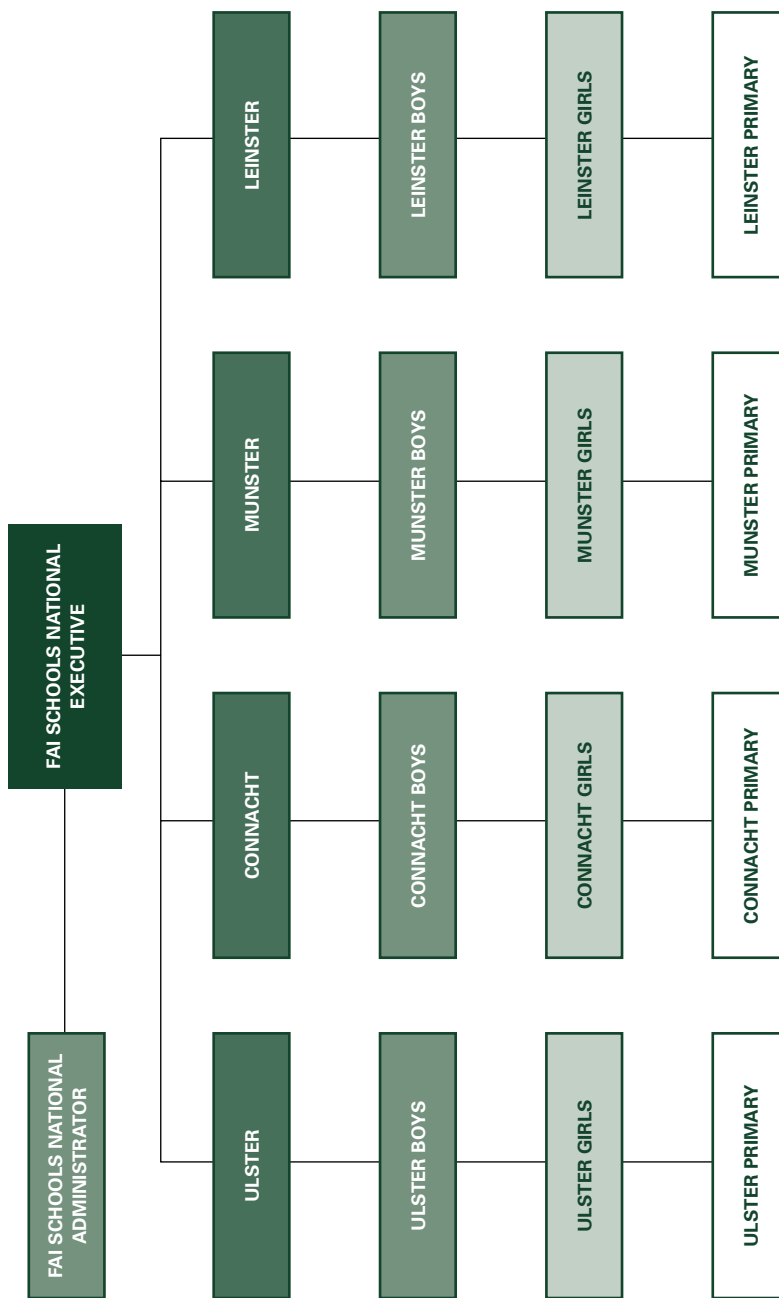 FAI SCHOOLS NATIONAL
ADMINISTRATOR
FAI SCHOOLS NATIONAL
EXECUTIVE
ULSTER
CONNACHT
MUNSTER
LEINSTER
ULSTER BOYS
CONNACHT BOYS
MUNSTER BOYS
LEINSTER BOYS
ULSTER GIRLS
CONNACHT GIRLS
MUNSTER GIRLS
LEINSTER GIRLS
ULSTER PRIMARY
CONNACHT PRIMARY
MUNSTER PRIMARY
LEINSTER PRIMARY